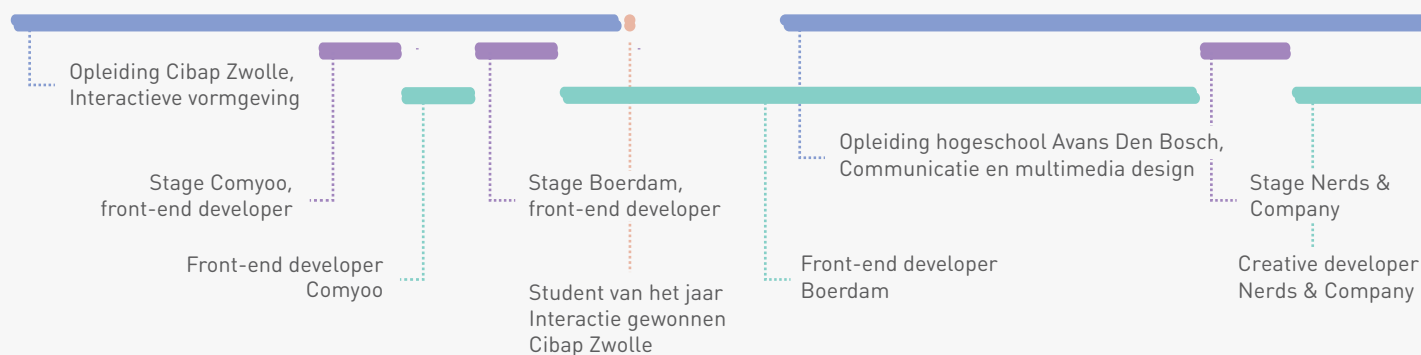 Opleiding Cibap Zwolle,
Interactieve vormgeving
Stage Comyoo,
front-end developer
Front-end developer
Comyoo
Stage Boerdam,
front-end developer
Student van het jaar
Interactie gewonnen
Cibap Zwolle
Opleiding hogeschool Avans Den Bosch,
Communicatie en multimedia design
Front-end developer
Boerdam
Stage Nerds &
Company
Creative developer
Nerds & Company